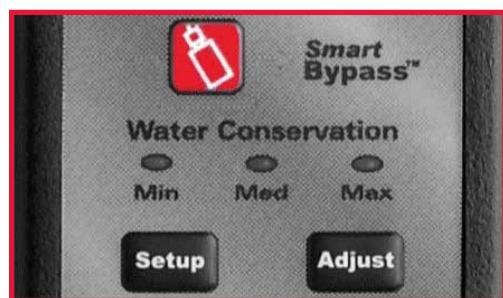 Smart
Bypass™
Water Conservation
Min Med Max
Setup Adjust